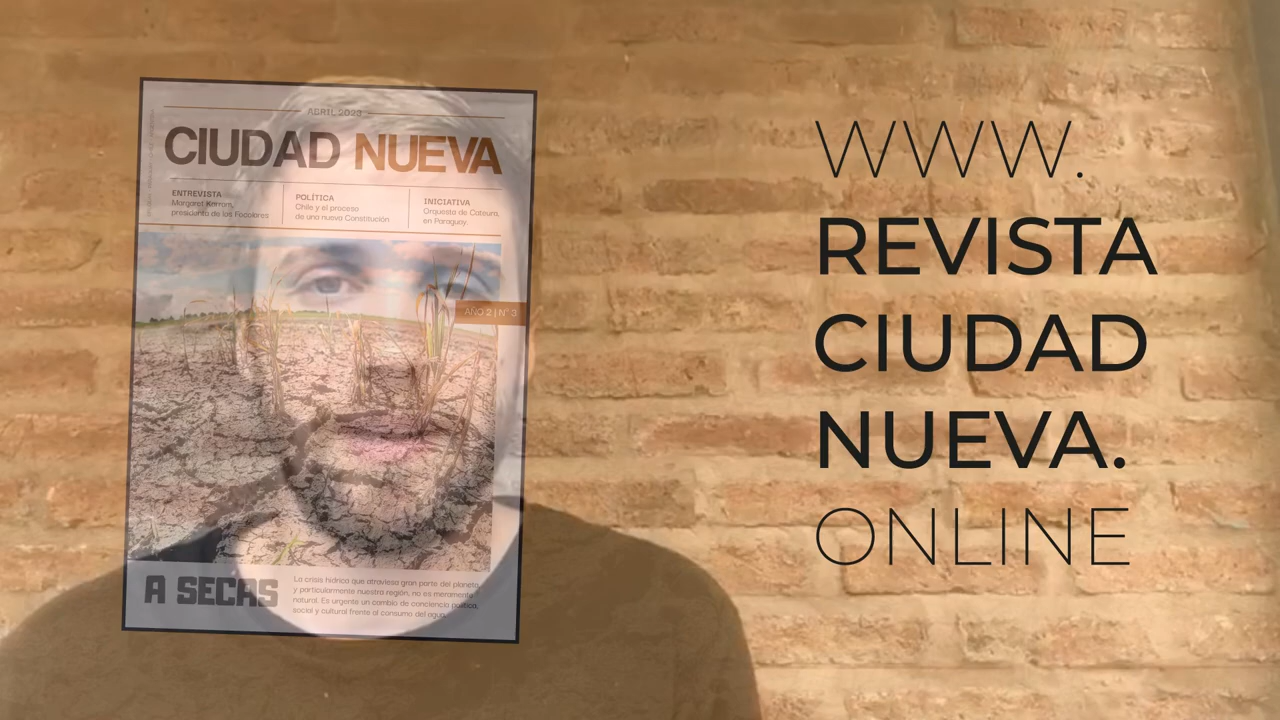 ABRIL 2023
CIUDAD NUEVA
ENTREVISTA
Margaret Karram,
presidenta de los Focolares
POLÍTICA
Chile y el proceso
de una nueva Constitución
INICIATIVA
Orquesta de Cateura,
en Paraguay.
AÑO 2 | N° 3
A SECAS
La crisis hídrica que atraviesa gran parte del planeta,
y particularmente nuestra región, no es meramente
natural. Es urgente un cambio de conciencia política,
social y cultural frente al consumo del agua.
WWW.
REVISTA
CIUDAD
NUEVA.
ONLINE